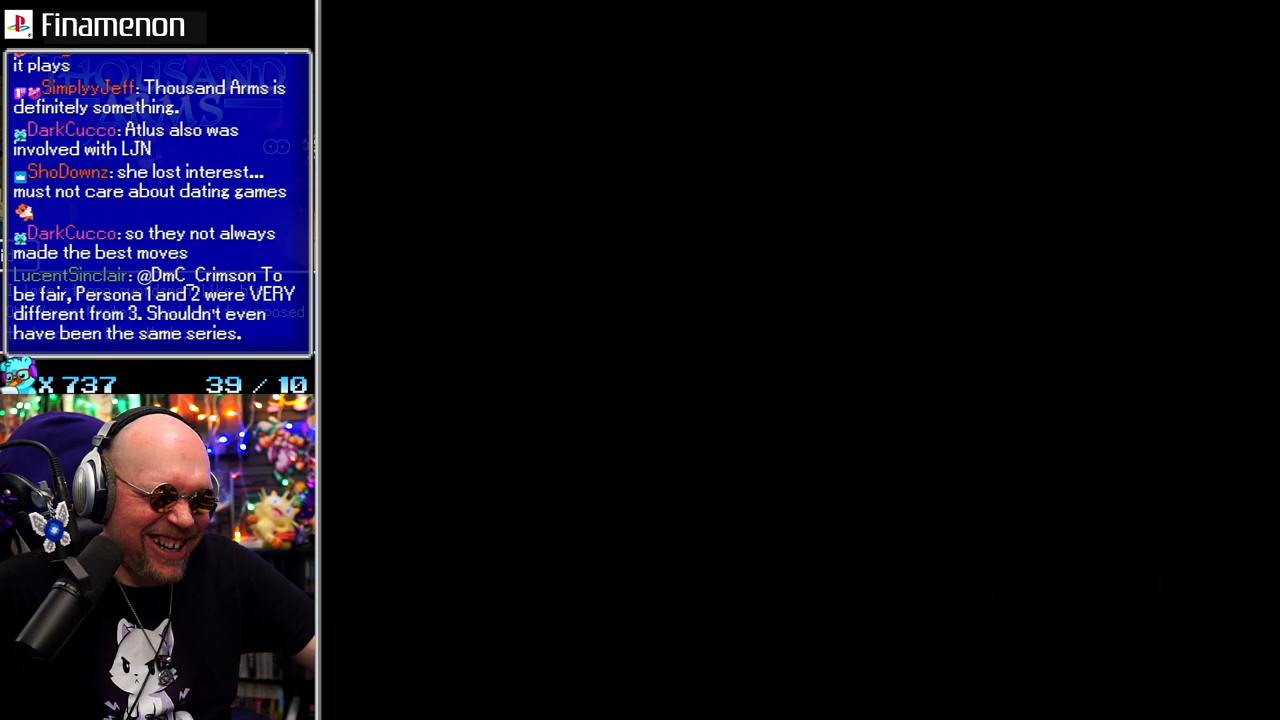 Finamenon
it plays
SimplyyJeff: Thousand Arms is
definitely something.
DarkCucco: Atlus also was
involved with LJN
ShoDownz: she lost interest...
must not care about dating games
DarkCucco: so they not always
made the best moves
LucentSinclair: @DmC_Crimson To
be fair, Persona 1 and 2 were VERY
different from 3. Shouldn't even
have been the same series.
X 737 39 / 10